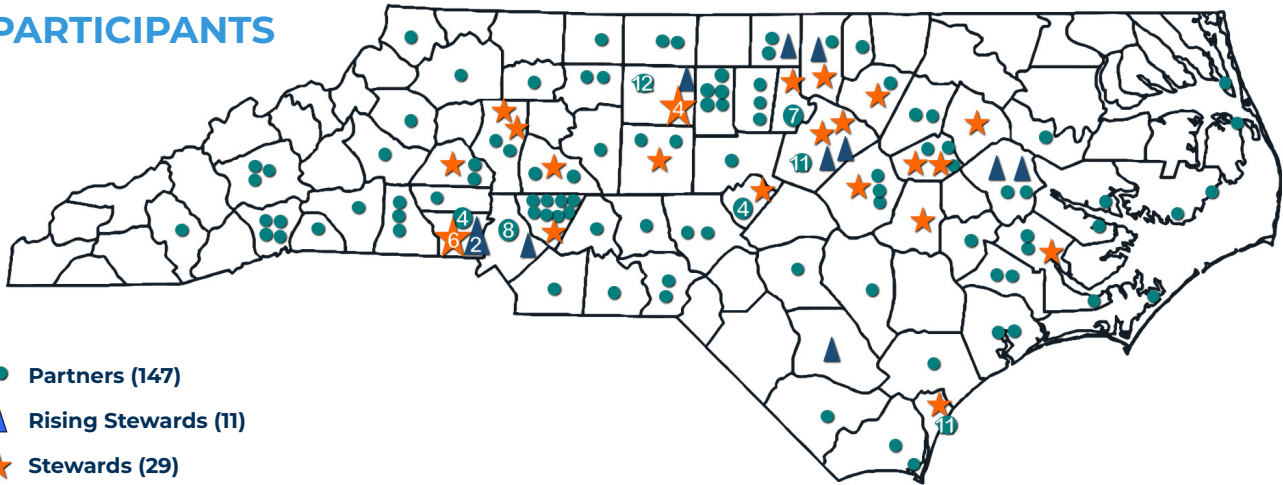 PARTICIPANTS
12
4
7
11
4
4
6
2
8
11
Partners (147)
Rising Stewards (11)
Stewards (29)